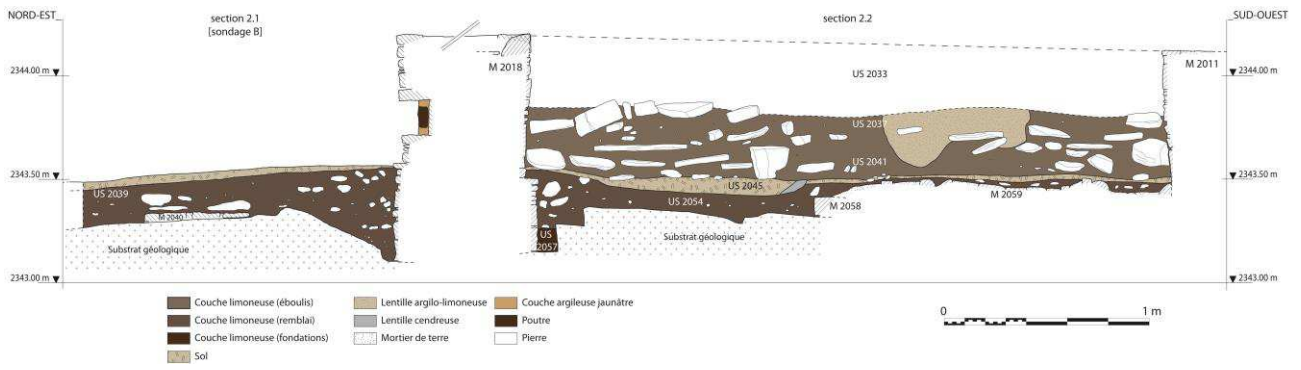 NORD-EST
section 2.1
[sondage B]
section 2.2
SUD-OUEST
M 2018
M 2011
2344.00 m
US 2033
2344.00 m
US 2037
US 2041
2343.50 m
US 2039
US 2045
2343.50 m
US 2054
M 2058
M 2059
M 2040
US
2057
Substrat géologique
Substrat géologique
2343.00 m
2343.00 m
Couche limoneuse (éboulis)
Lentille argilo-limoneuse
Couche argileuse jaunâtre
Couche limoneuse (remblai)
Lentille cendreuse
Poutre
Couche limoneuse (fondations)
Mortier de terre
Pierre
Sol
0
1 m